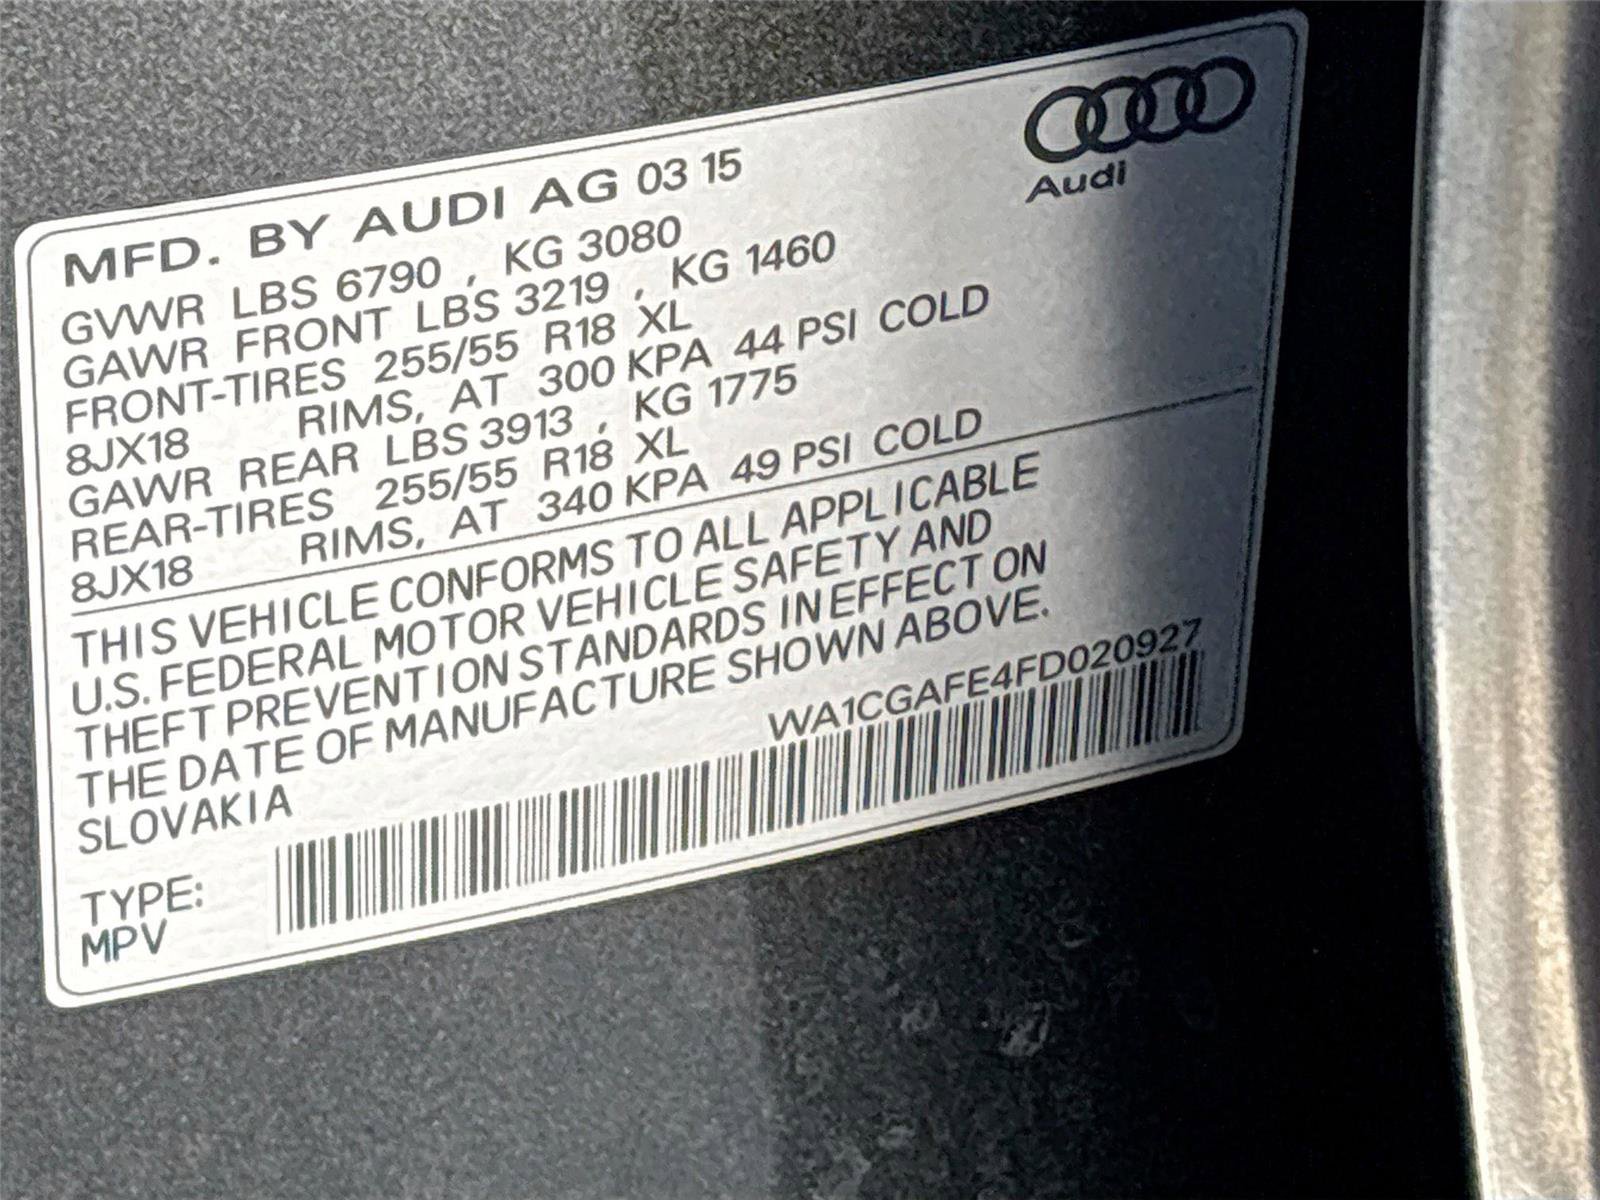 Audi
MFD. BY AUDI AG 03 15
GVWR LBS 6790 , KG 3080
GAWR FRONT LBS 3219 , KG 1460
FRONT-TIRES 255/55 R18 XL
8JX18 RIMS, AT 300 KPA 44 PSI COLD
GAWR REAR LBS 3913 , KG 1775
REAR-TIRES 255/55 R18 XL
8JX18 RIMS, AT 340 KPA 49 PSI COLD
THIS VEHICLE CONFORMS TO ALL APPLICABLE
U.S. FEDERAL MOTOR VEHICLE SAFETY AND
THEFT PREVENTION STANDARDS IN EFFECT ON
THE DATE OF MANUFACTURE SHOWN ABOVE.
SLOVAKIA
WA1CGAFE4FD020927
TYPE:
MPV